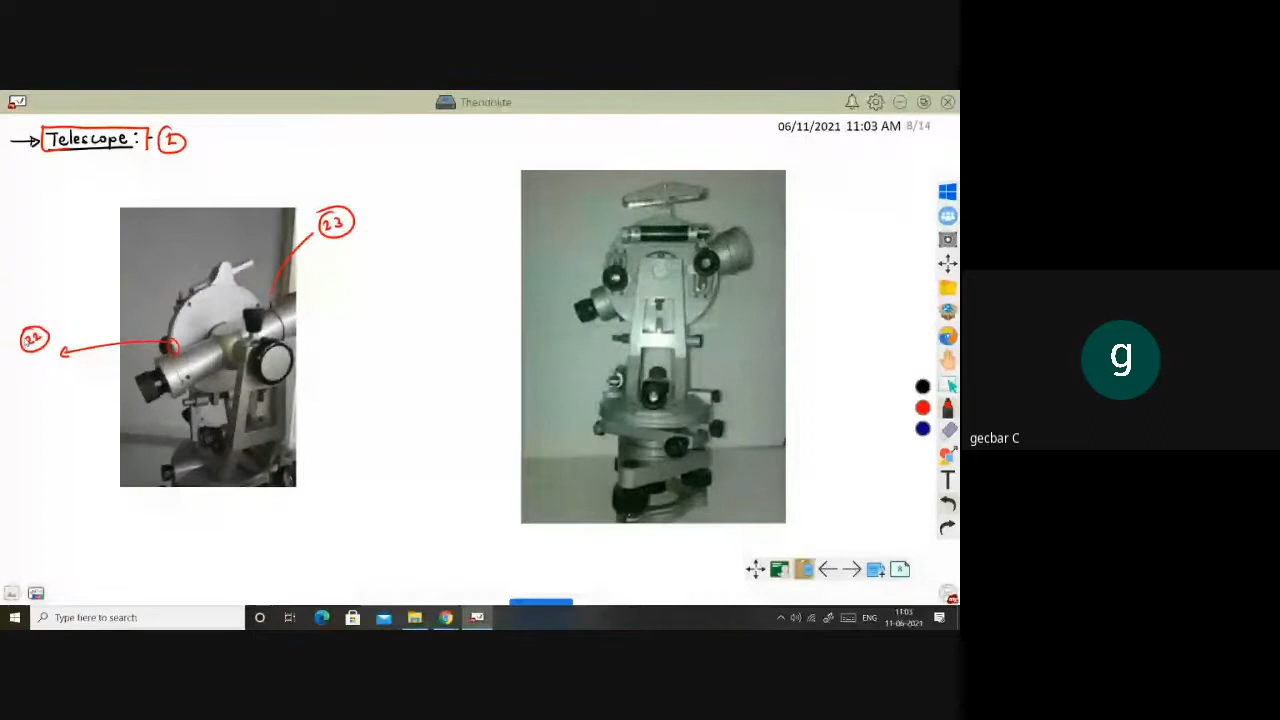 Theodolite
06/11/2021 11:03 AM 8/14
→ Telescope :- 1
23
22
g
gecbar C
T
8
Type here to search
ENG
11:03
11-06-2021